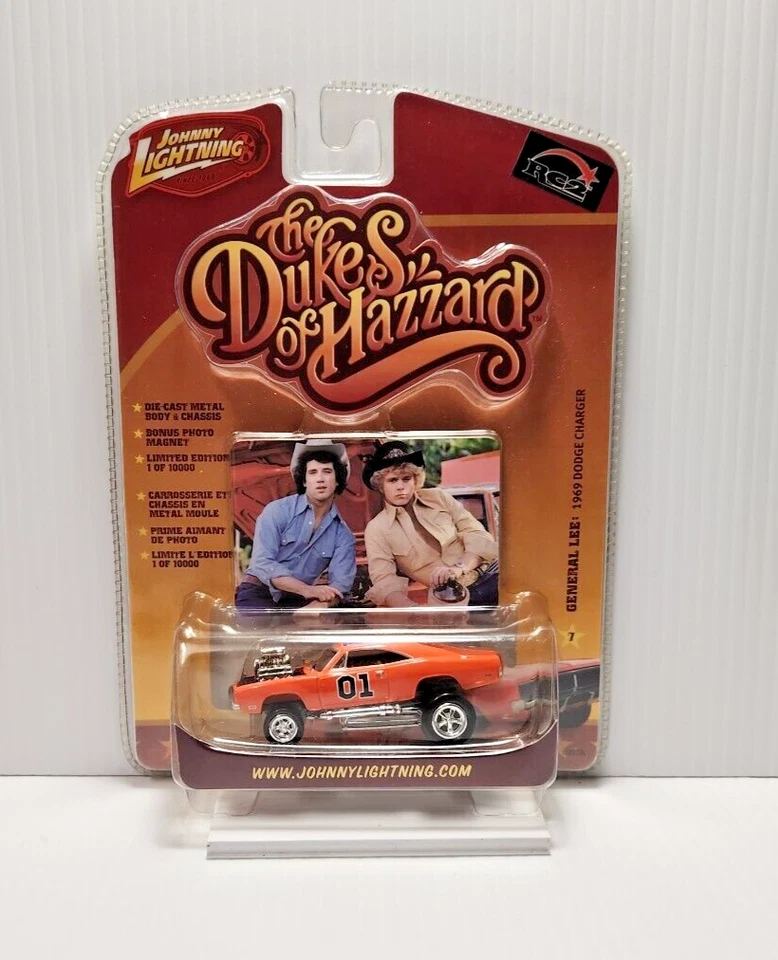 JOHNNY
LIGHTNING
RC2
The
Dukes
of Hazzard
TM
DIE-CAST METAL
BODY & CHASSIS
BONUS PHOTO
MAGNET
LIMITED EDITION
1 OF 10000
CARROSSERIE ET
CHASSIS EN
METAL MOULE
PRIME AIMANT
DE PHOTO
LIMITE L'EDITION
1 OF 10000
GENERAL LEE: 1969 DODGE CHARGER
7
01
WWW.JOHNNYLIGHTNING.COM